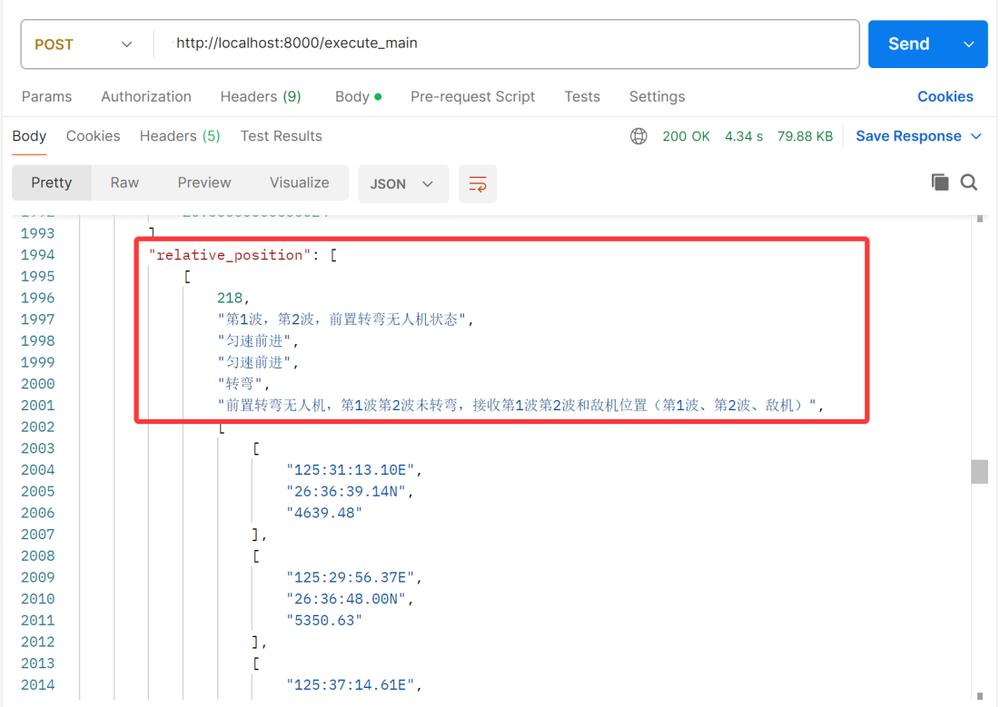 POST http://localhost:8000/execute_main Send
Params Authorization Headers (9) Body Pre-request Script Tests Settings Cookies
Body Cookies Headers (5) Test Results 200 OK 4.34 s 79.88 KB Save Response
Pretty Raw Preview Visualize JSON
1993 ],
1994 "relative_position": [
1995 [
1996 218,
1997 "第1波，第2波，前置转弯无人机状态",
1998 "匀速前进",
1999 "匀速前进",
2000 "转弯",
2001 "前置转弯无人机，第1波第2波未转弯，接收第1波第2波和敌机位置（第1波、第2波、敌机）",
2002 [
2003 [
2004 "125:31:13.10E",
2005 "26:36:39.14N",
2006 "4639.48"
2007 ],
2008 [
2009 "125:29:56.37E",
2010 "26:36:48.00N",
2011 "5350.63"
2012 ],
2013 [
2014 "125:37:14.61E",